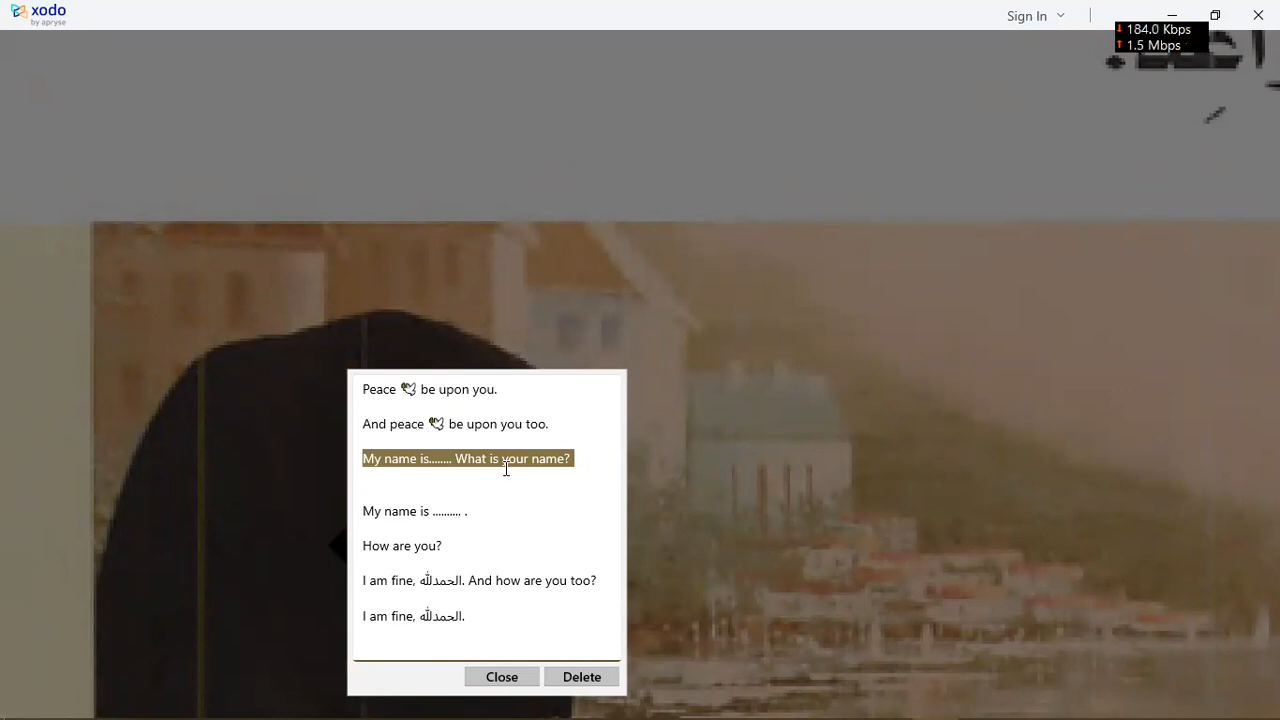 xodo
by apryse
Sign In
184.0 Kbps
1.5 Mbps
Peace 🕊 be upon you.
And peace 🕊 be upon you too.
My name is........ What is your name?
My name is .......... .
How are you?
I am fine, الحمدلله. And how are you too?
I am fine, الحمدلله.
Close
Delete